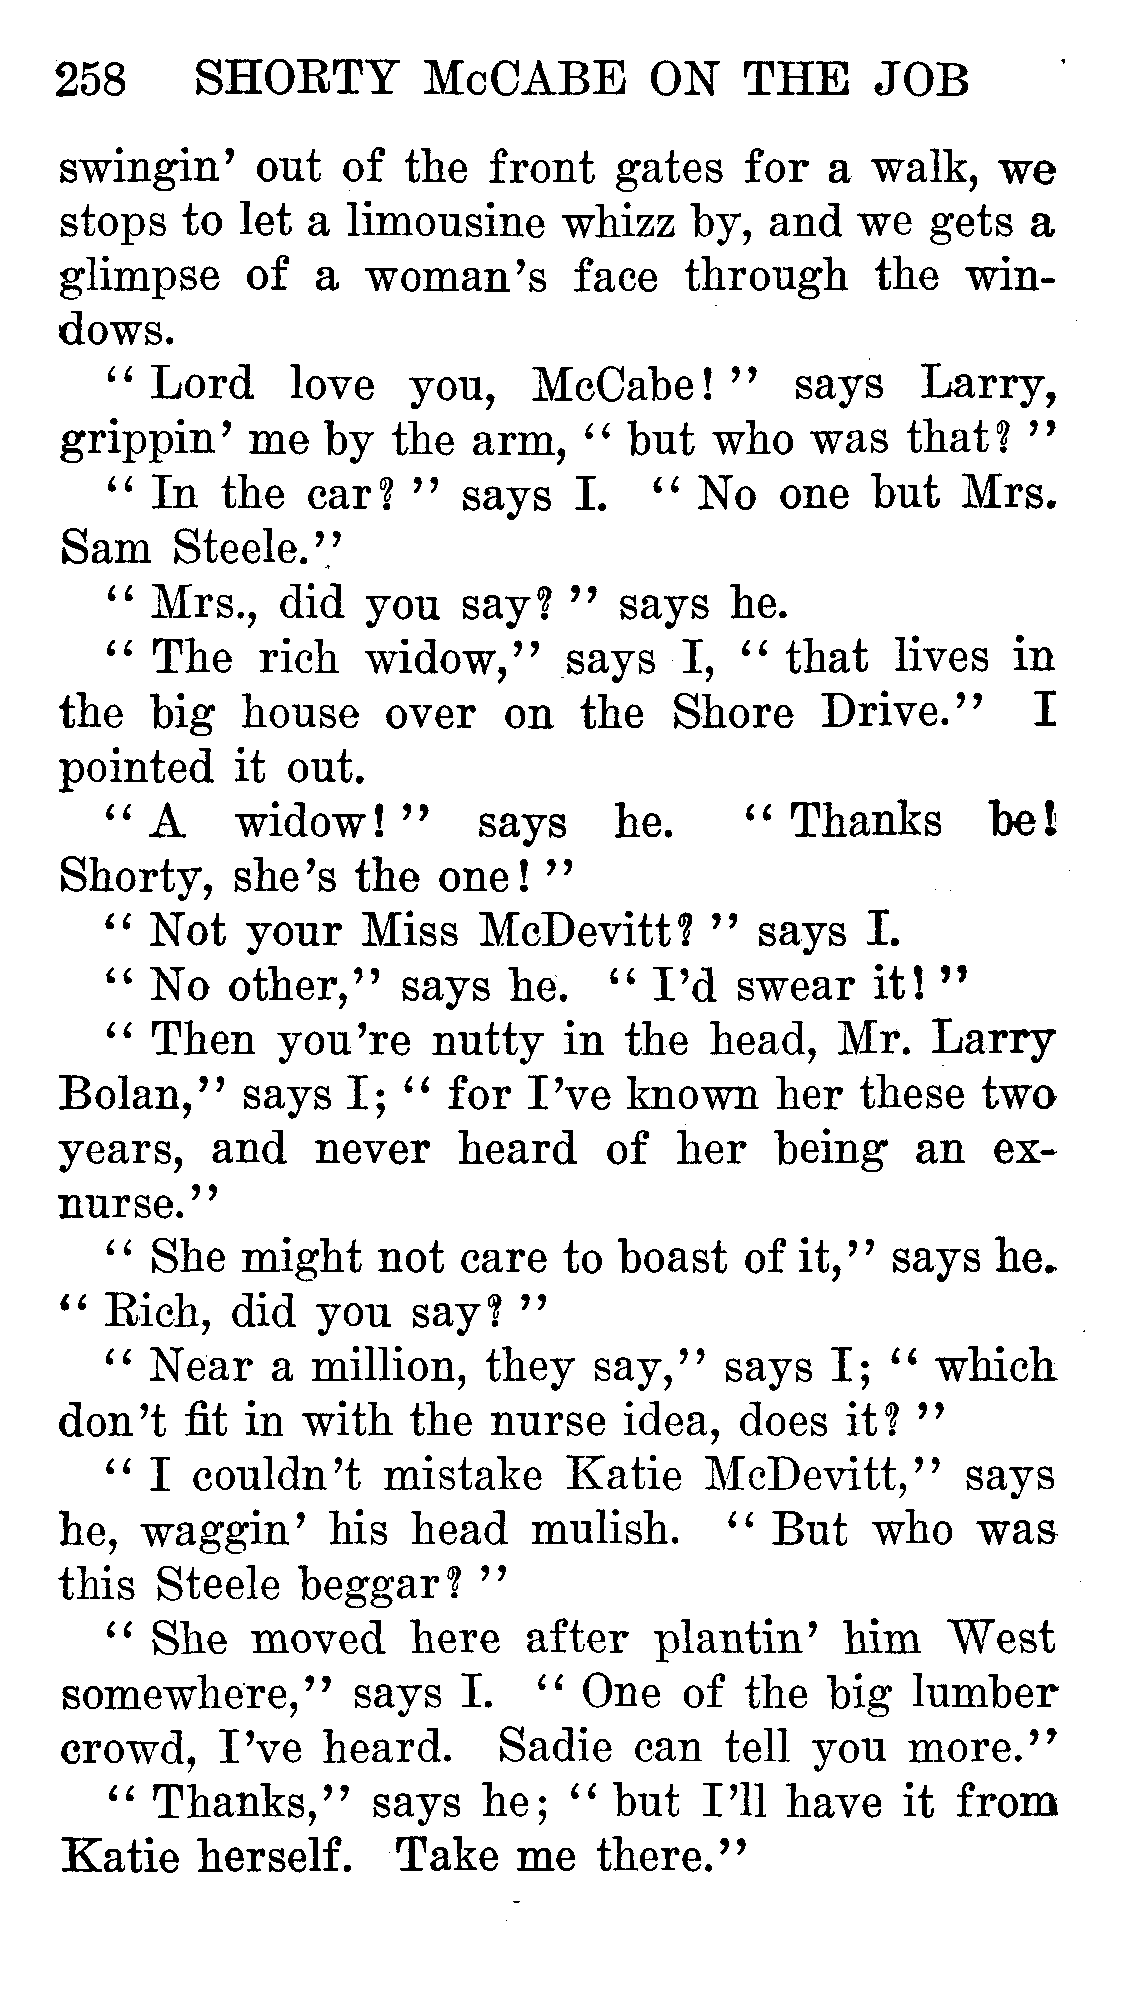 258 SHORTY McCABE ON THE JOB
swingin' out of the front gates for a walk, we
stops to let a limousine whizz by, and we gets a
glimpse of a woman's face through the win-
dows.
" Lord love you, McCabe! " says Larry,
grippin' me by the arm, " but who was that? "
" In the car? " says I. " No one but Mrs.
Sam Steele."
" Mrs., did you say? " says he.
" The rich widow," says I, " that lives in
the big house over on the Shore Drive." I
pointed it out.
" A widow! " says he. " Thanks be!
Shorty, she's the one! "
" Not your Miss McDevitt? " says I.
" No other," says he. " I'd swear it! "
" Then you're nutty in the head, Mr. Larry
Bolan," says I; " for I've known her these two
years, and never heard of her being an ex-
nurse."
" She might not care to boast of it," says he.
" Rich, did you say? "
" Near a million, they say," says I; " which
don't fit in with the nurse idea, does it? "
" I couldn't mistake Katie McDevitt," says
he, waggin' his head mulish. " But who was
this Steele beggar? "
" She moved here after plantin' him West
somewhere," says I. " One of the big lumber
crowd, I've heard. Sadie can tell you more."
" Thanks," says he; " but I'll have it from
Katie herself. Take me there."